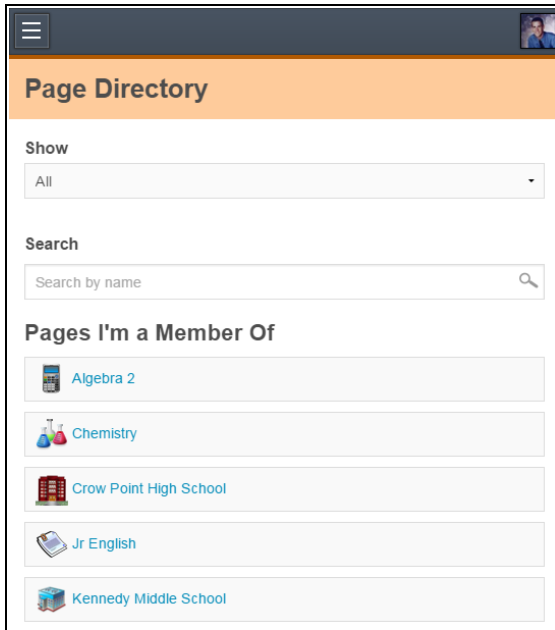 Page Directory
Show
All
Search
Search by name
Pages I'm a Member Of
Algebra 2
Chemistry
Crow Point High School
Jr English
Kennedy Middle School